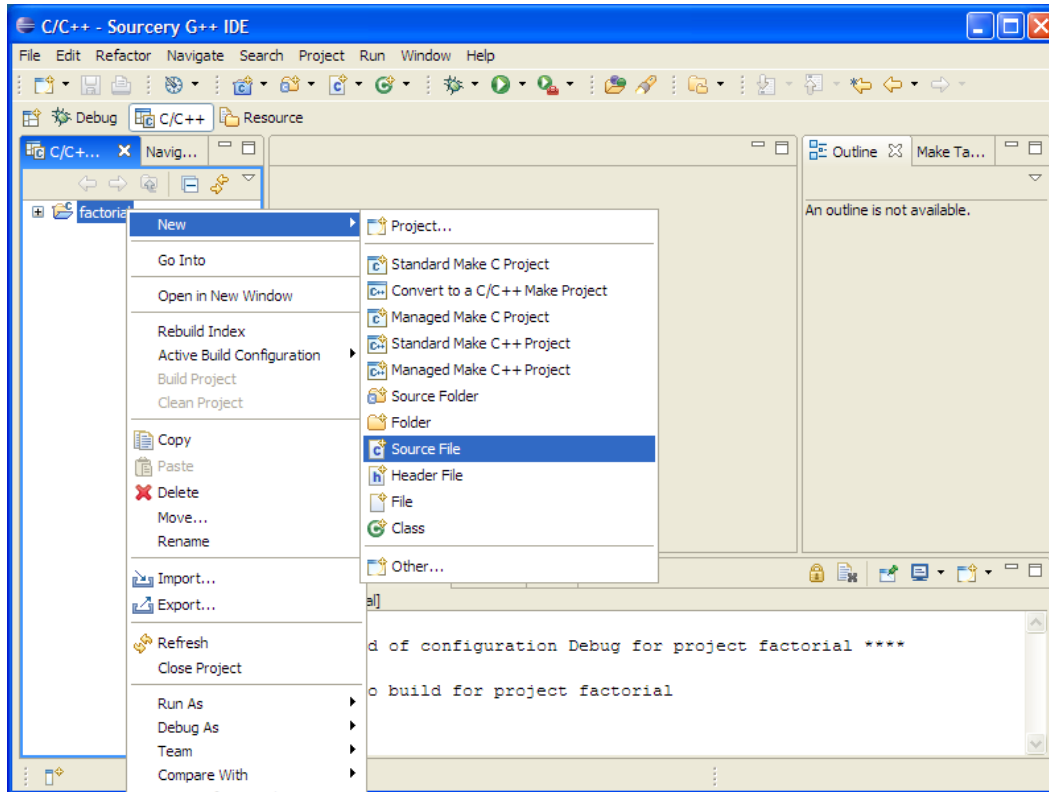 C/C++ - Sourcery G++ IDE
File Edit Refactor Navigate Search Project Run Window Help
Debug C/C++ Resource
C/C+... Navig... Outline Make Ta...
factorial
An outline is not available.
New
Go Into
Open in New Window
Rebuild Index
Active Build Configuration
Build Project
Clean Project
Copy
Paste
Delete
Move...
Rename
Import...
Export...
Refresh
Close Project
Run As
Debug As
Team
Compare With
Project...
Standard Make C Project
Convert to a C/C++ Make Project
Managed Make C Project
Standard Make C++ Project
Managed Make C++ Project
Source Folder
Folder
Source File
Header File
File
Class
Other...
al]
d of configuration Debug for project factorial ****
o build for project factorial